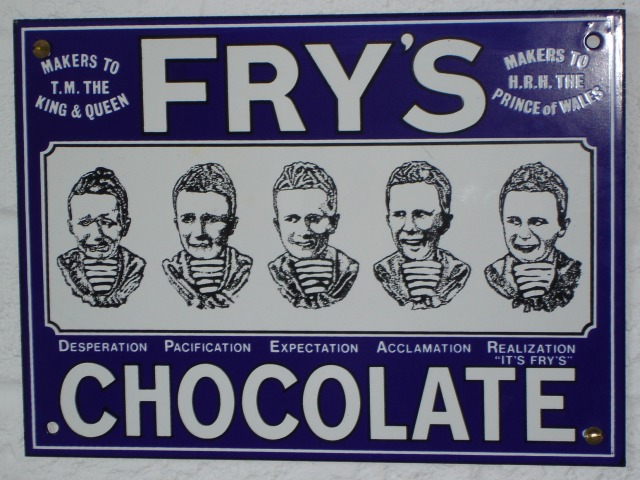 MAKERS TO
T.M. THE
KING & QUEEN
FRY'S
MAKERS TO
H.R.H. THE
PRINCE of WALES
DESPERATION PACIFICATION EXPECTATION ACCLAMATION REALIZATION
"IT'S FRY'S"
CHOCOLATE